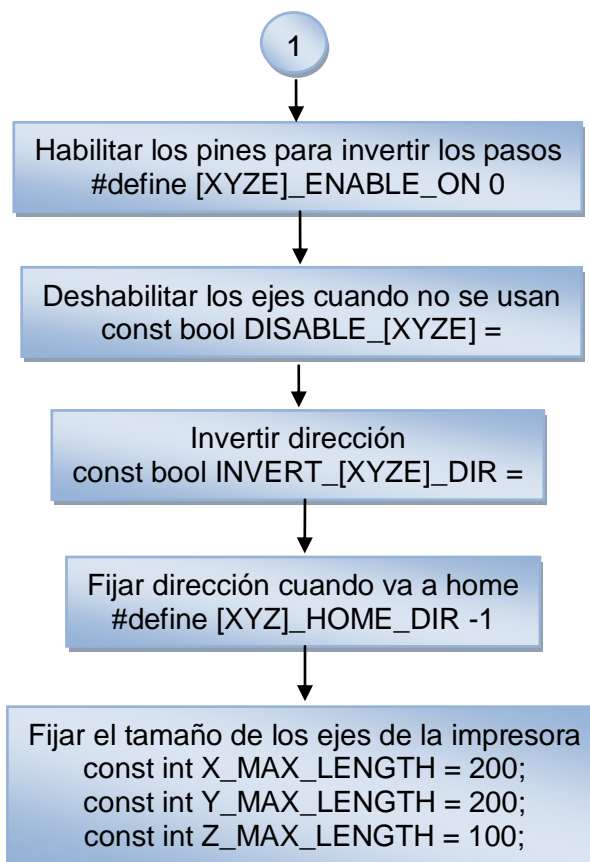 1
Habilitar los pines para invertir los pasos
#define [XYZE]_ENABLE_ON 0
Deshabilitar los ejes cuando no se usan
const bool DISABLE_[XYZE] =
Invertir dirección
const bool INVERT_[XYZE]_DIR =
Fijar dirección cuando va a home
#define [XYZ]_HOME_DIR -1
Fijar el tamaño de los ejes de la impresora
const int X_MAX_LENGTH = 200;
const int Y_MAX_LENGTH = 200;
const int Z_MAX_LENGTH = 100;